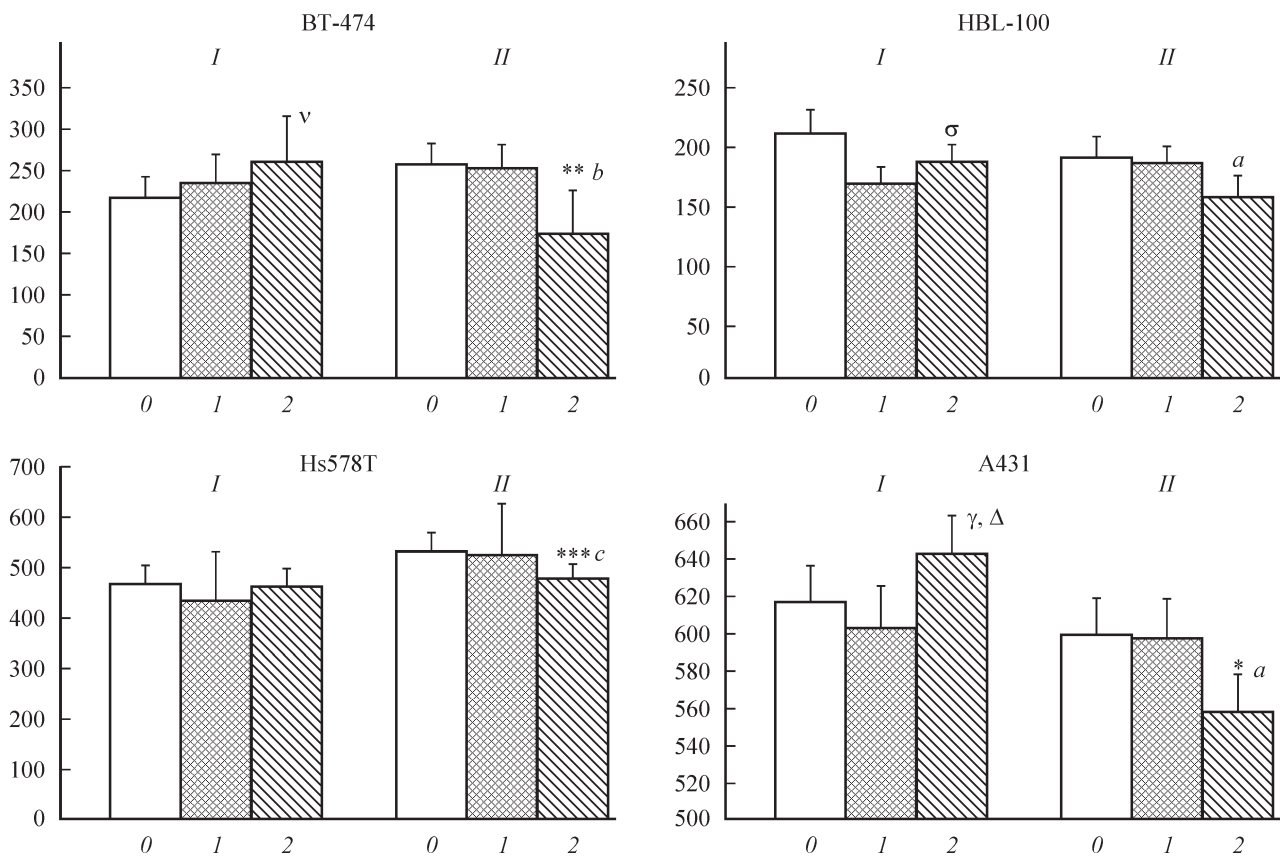 BT-474
I II
350
300
250
200
150
100
50
0
ν
** b
0 1 2 0 1 2
HBL-100
I II
250
200
150
100
50
0
σ
a
0 1 2 0 1 2
Hs578T
I II
700
600
500
400
300
200
100
0
*** c
0 1 2 0 1 2
A431
I II
660
640
620
600
580
560
540
520
500
γ, Δ
* a
0 1 2 0 1 2